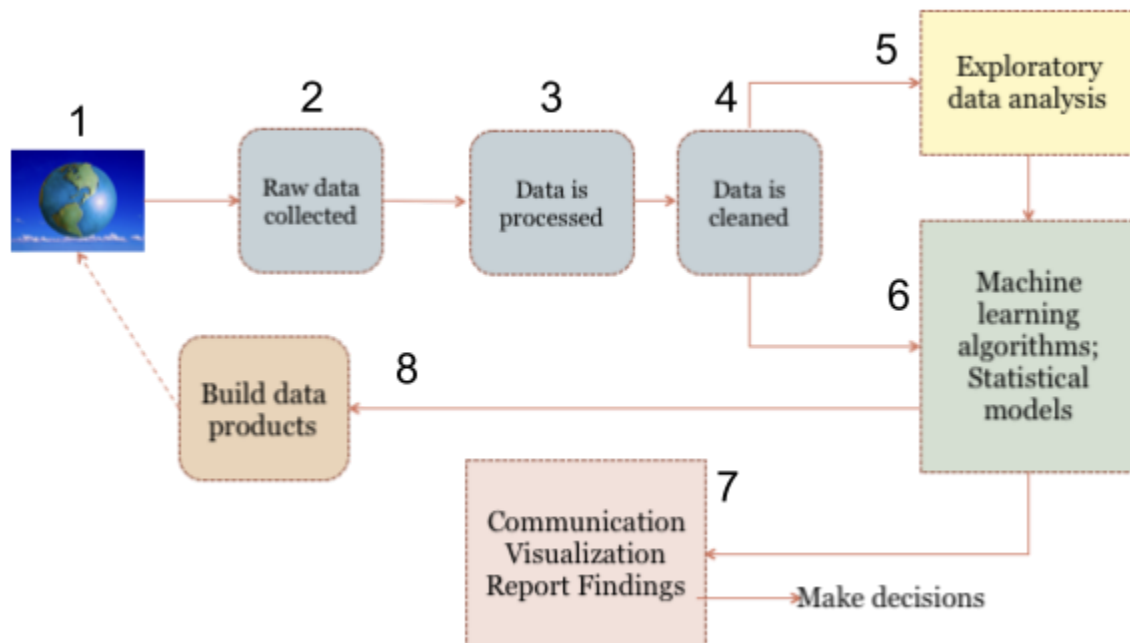 1
2
Raw data
collected
3
Data is
processed
4
Data is
cleaned
5
Exploratory
data analysis
6
Machine
learning
algorithms;
Statistical
models
7
Communication
Visualization
Report Findings
Make decisions
8
Build data
products